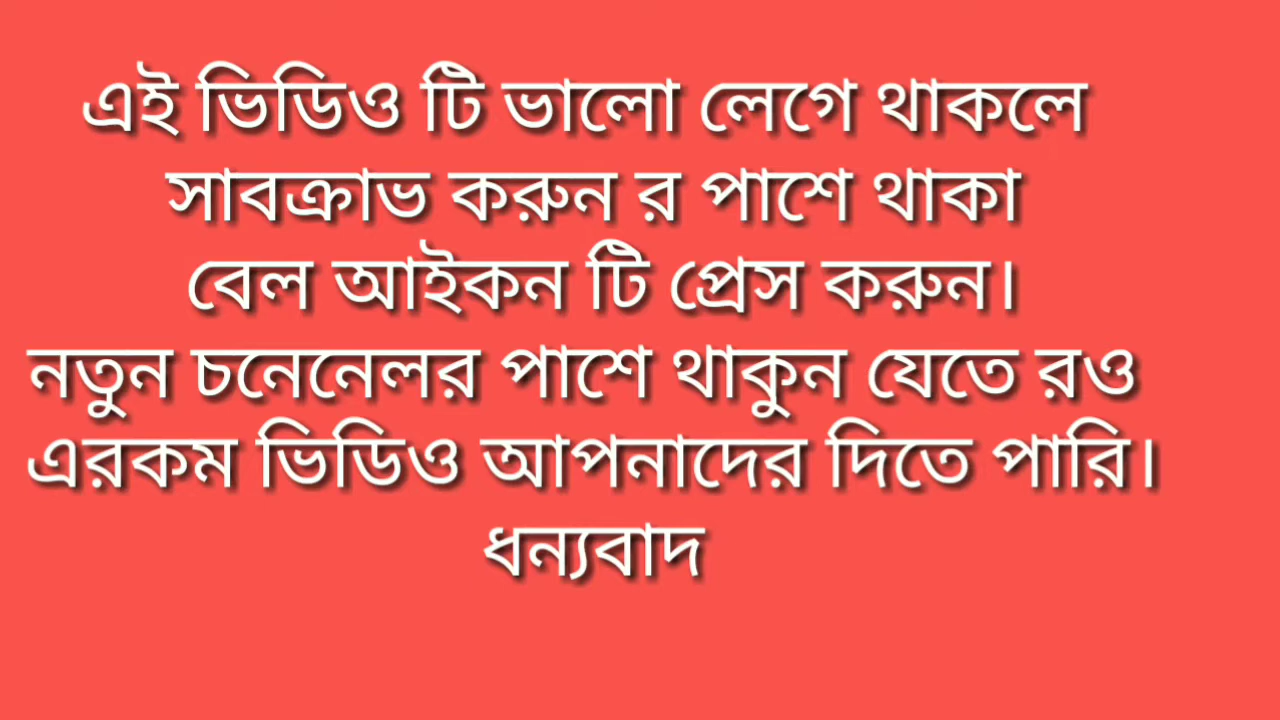 এই ভিডিও টি ভালো লেগে থাকলে
সাবক্রাভ করুন র পাশে থাকা
বেল আইকন টি প্রেস করুন।
নতুন চনেনেলর পাশে থাকুন যেতে রও
এরকম ভিডিও আপনাদের দিতে পারি।
ধন্যবাদ